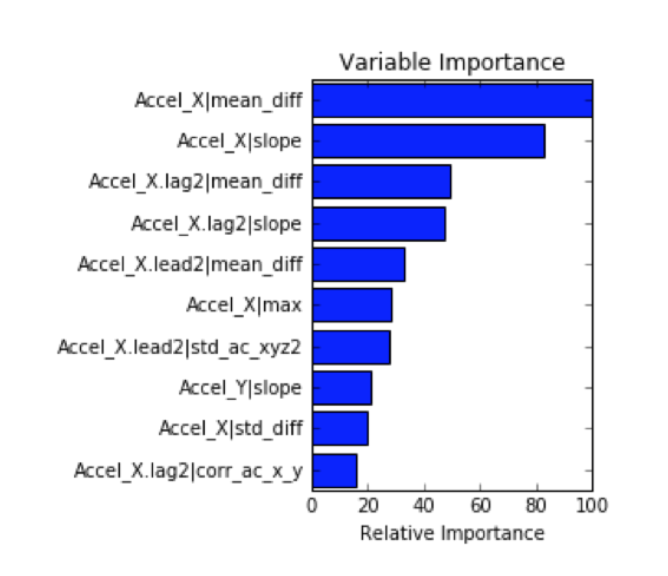 Variable Importance
Accel_X|mean_diff
Accel_X|slope
Accel_X.lag2|mean_diff
Accel_X.lag2|slope
Accel_X.lead2|mean_diff
Accel_X|max
Accel_X.lead2|std_ac_xyz2
Accel_Y|slope
Accel_X|std_diff
Accel_X.lag2|corr_ac_x_y
0 20 40 60 80 100
Relative Importance